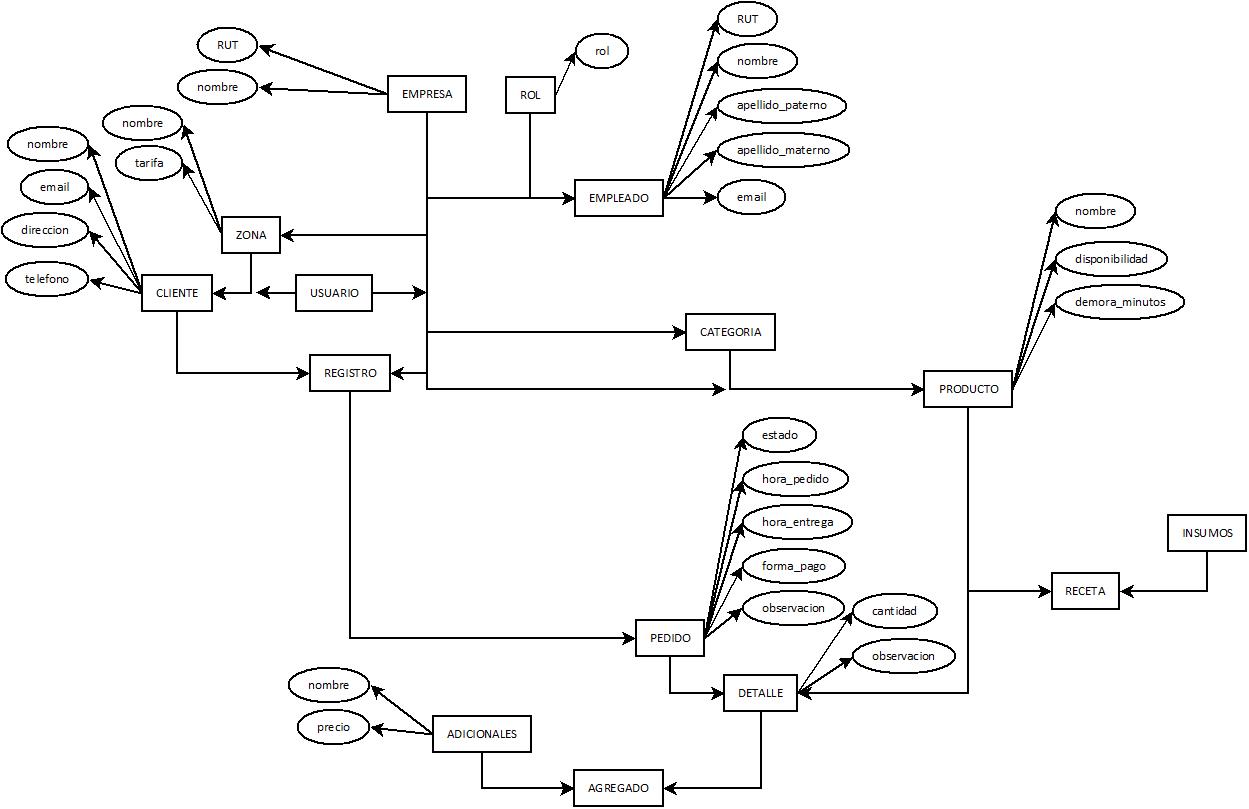 RUT
nombre
EMPRESA
ROL
rol
RUT
nombre
apellido_paterno
apellido_materno
email
EMPLEADO
nombre
tarifa
ZONA
nombre
email
direccion
telefono
CLIENTE
USUARIO
REGISTRO
CATEGORIA
nombre
disponibilidad
demora_minutos
PRODUCTO
estado
hora_pedido
hora_entrega
forma_pago
observacion
PEDIDO
INSUMOS
RECETA
cantidad
observacion
DETALLE
nombre
precio
ADICIONALES
AGREGADO